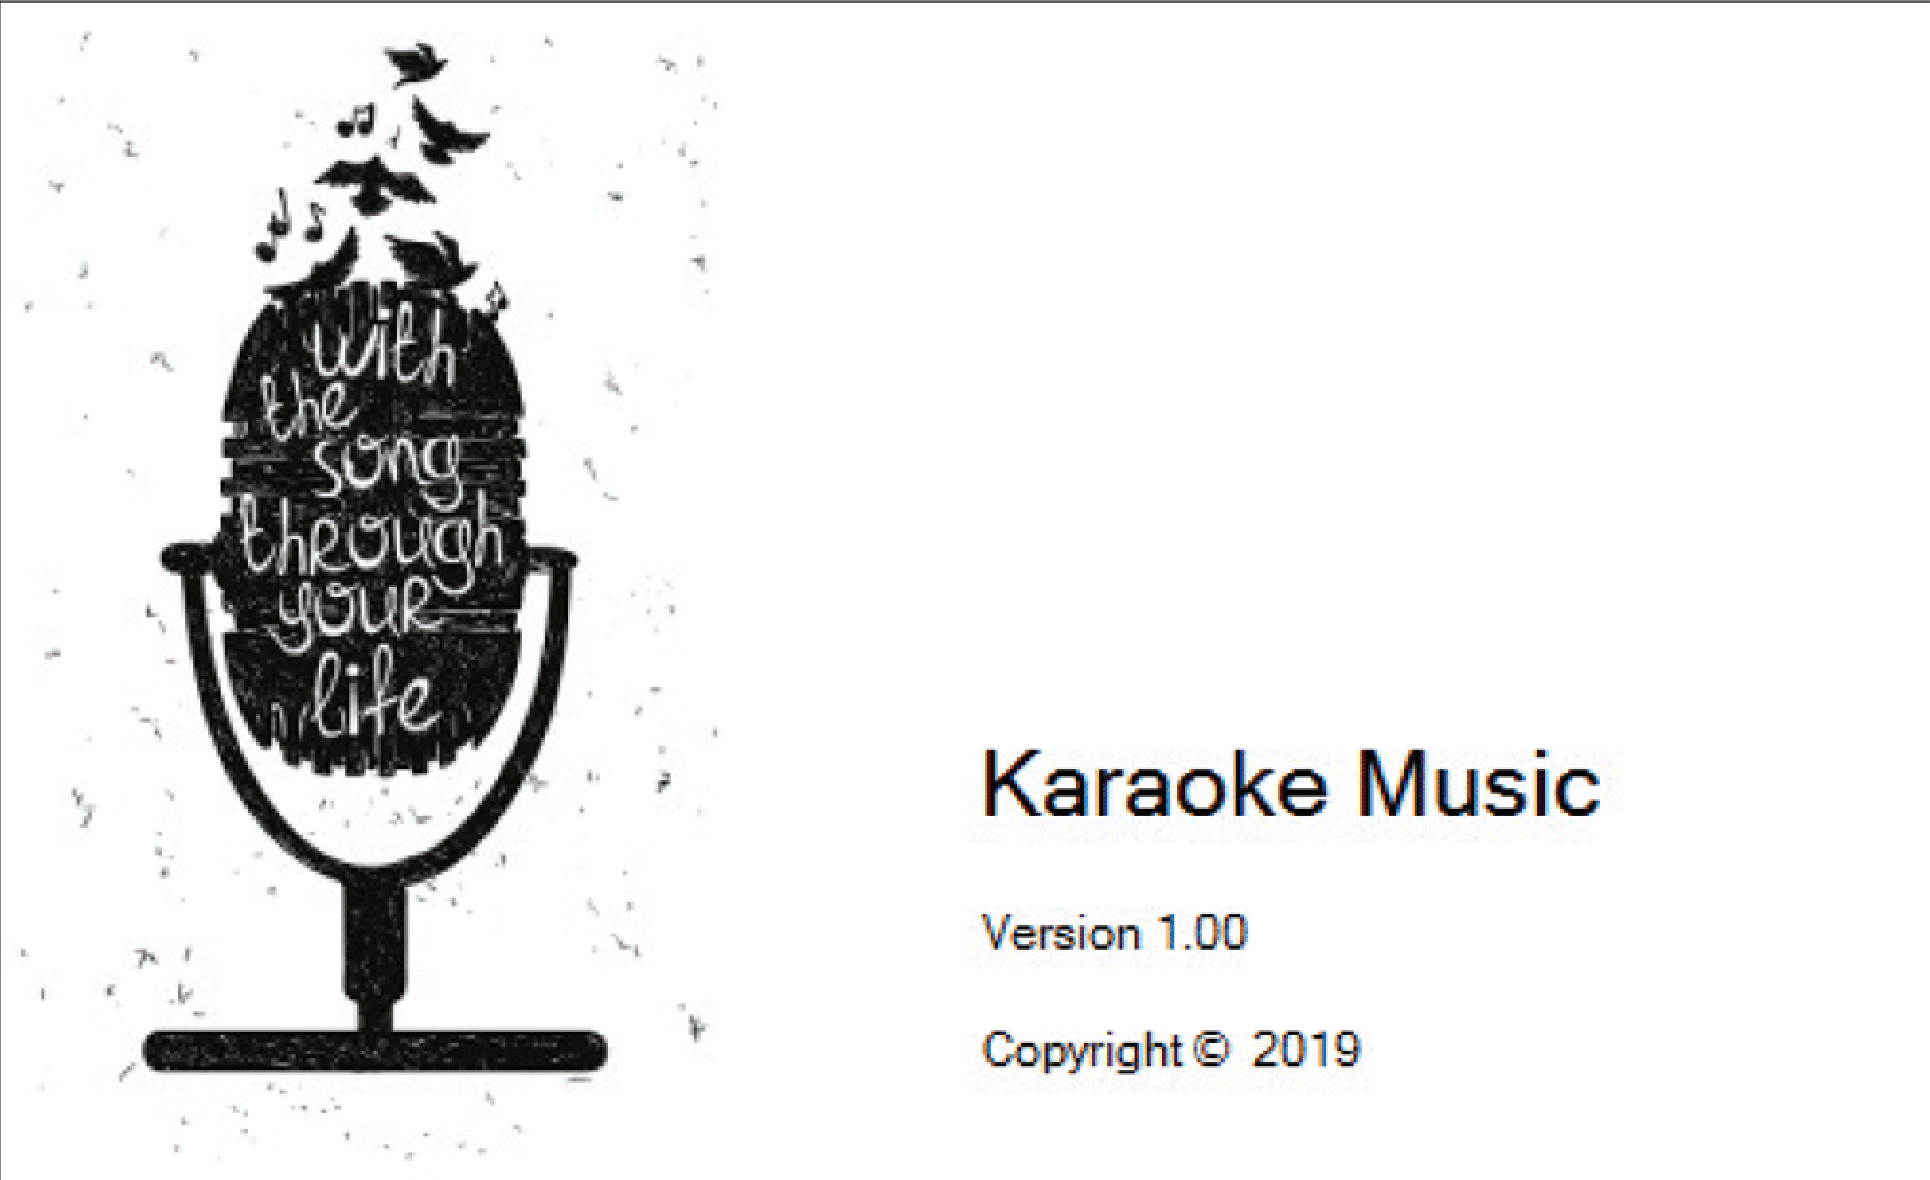 with
the
song
through
your
life
Karaoke Music
Version 1.00
Copyright © 2019